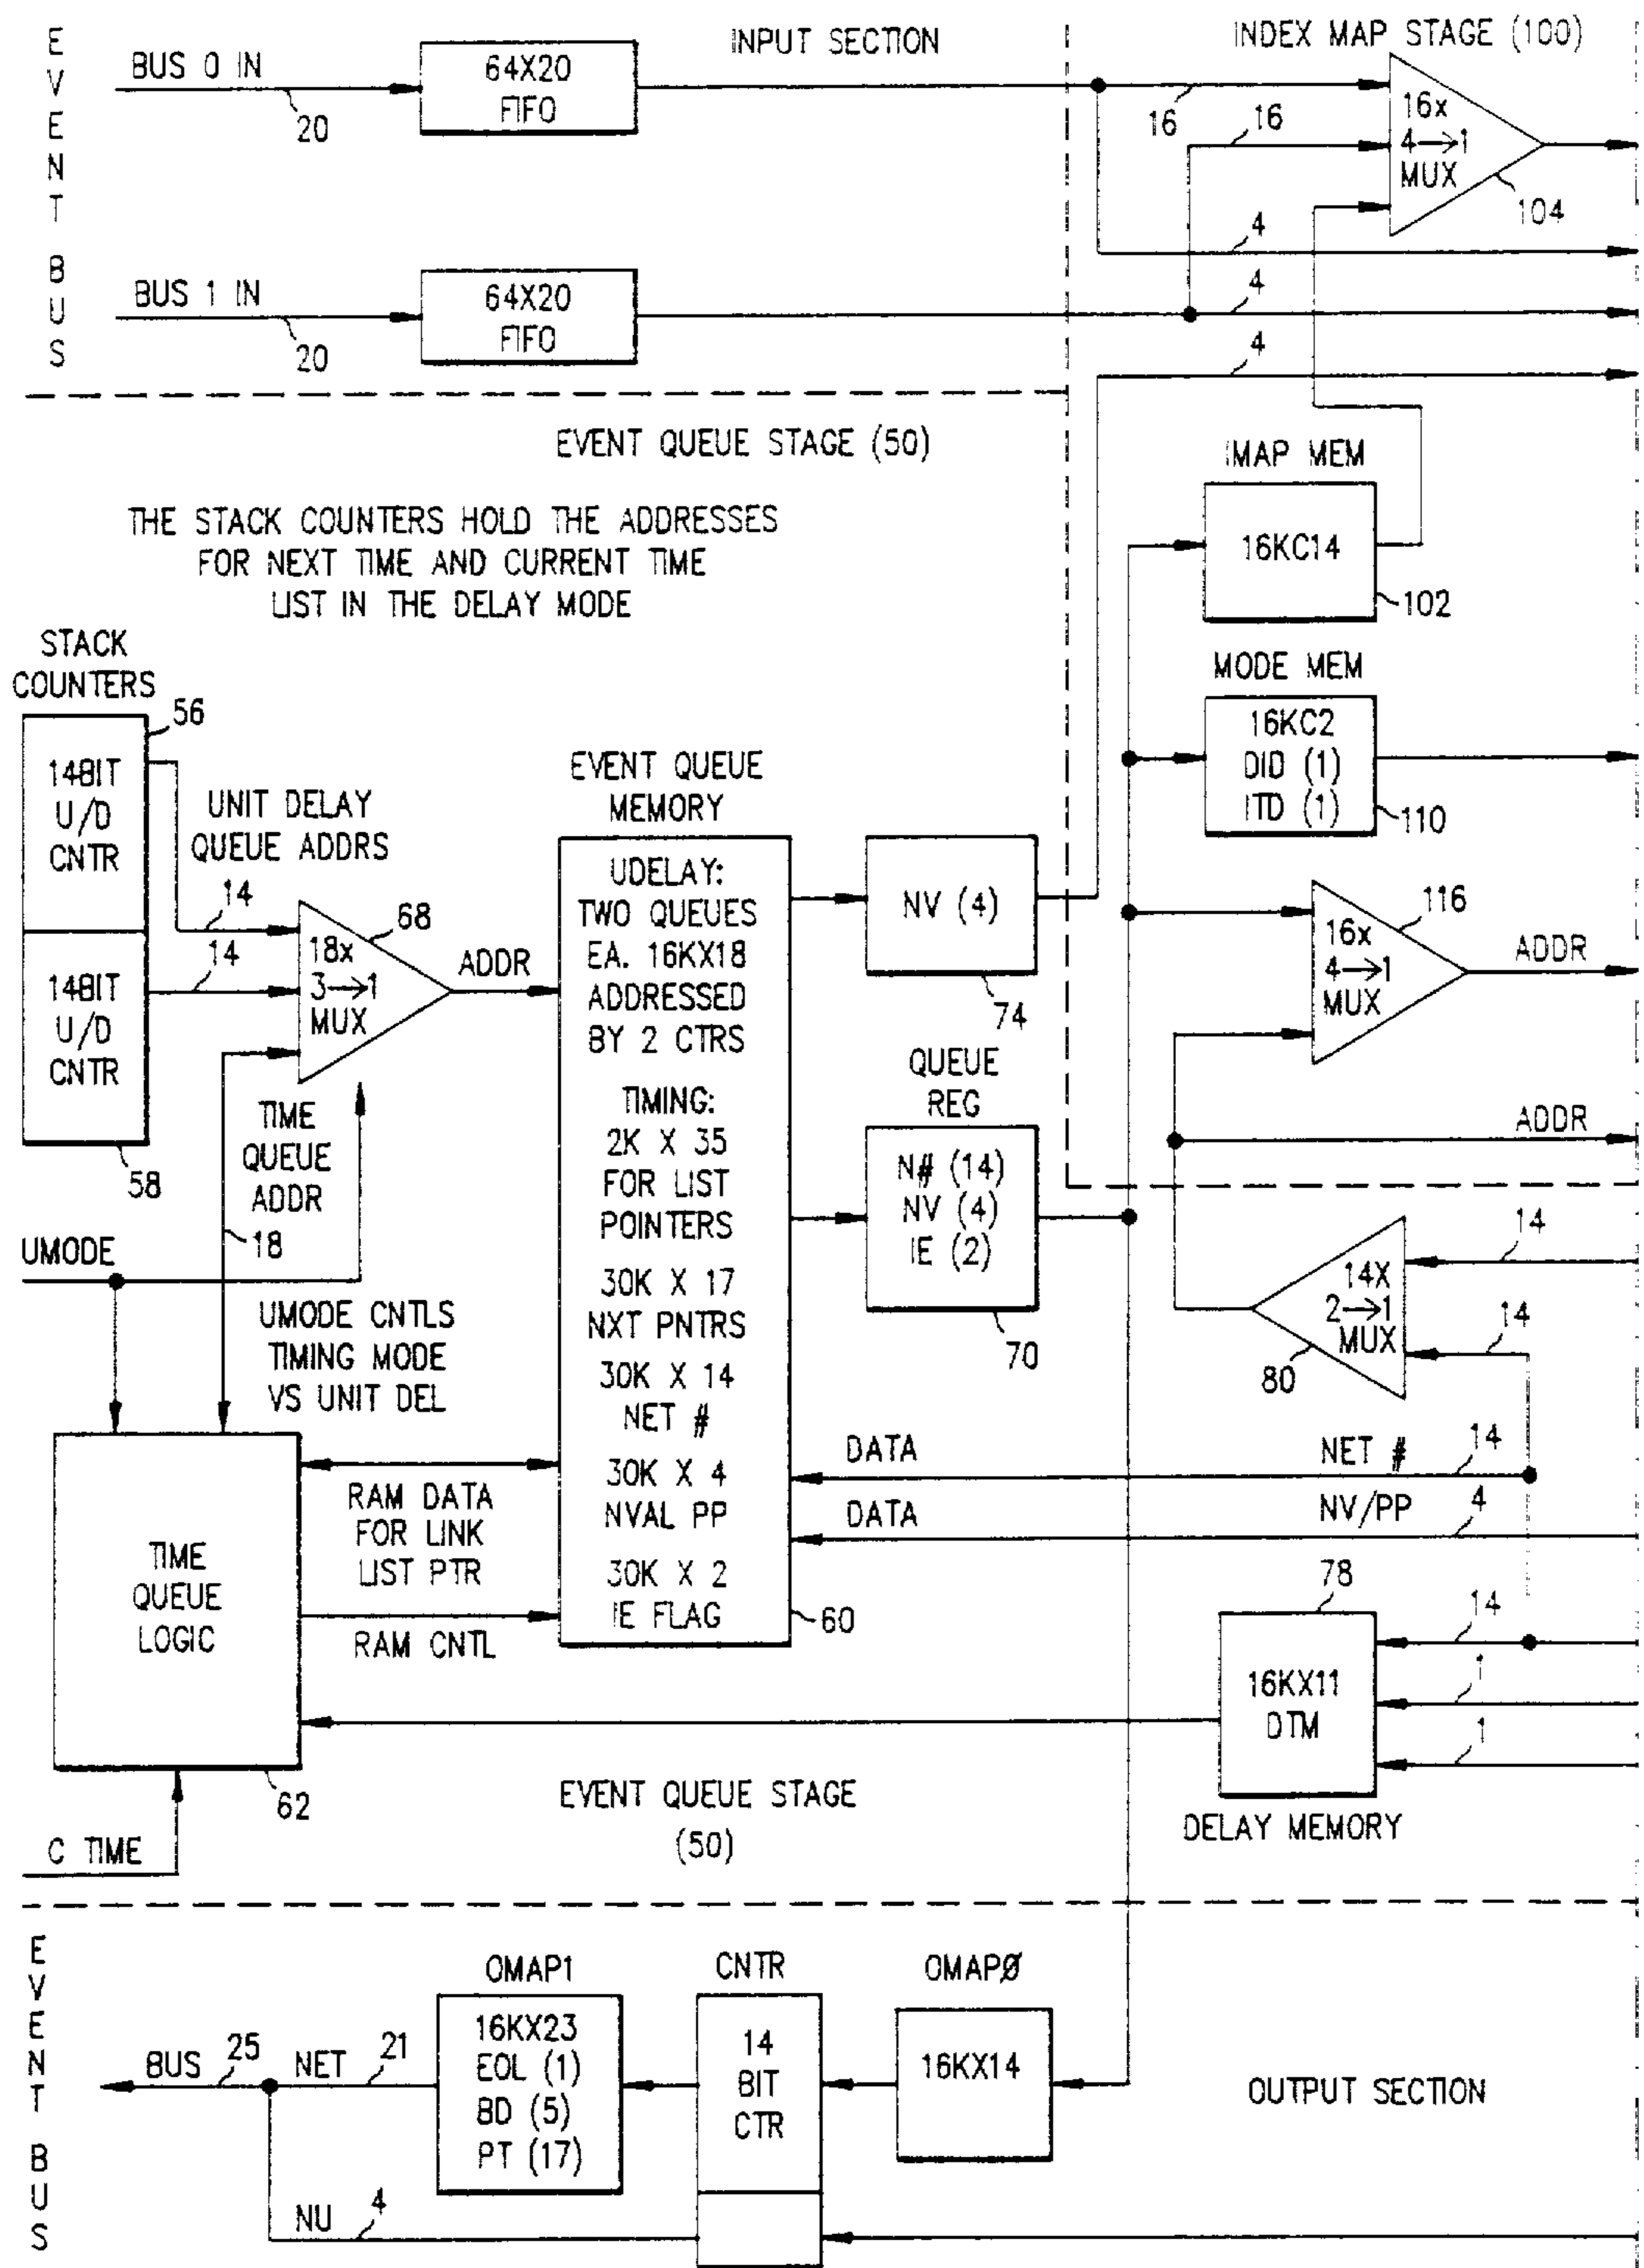 EVENT BUS
BUS 0 IN
20
64X20
FIFO
INPUT SECTION
BUS 1 IN
20
64X20
FIFO
INDEX MAP STAGE (100)
16
16
16x
4→1
MUX
104
4
4
4
EVENT QUEUE STAGE (50)
THE STACK COUNTERS HOLD THE ADDRESSES
FOR NEXT TIME AND CURRENT TIME
LIST IN THE DELAY MODE
IMAP MEM
16KC14
102
MODE MEM
16KC2
DID (1)
ITD (1)
110
STACK
COUNTERS
56
14BIT
U/D
CNTR
14BIT
U/D
CNTR
58
UNIT DELAY
QUEUE ADDRS
14
14
68
18x
3→1
MUX
ADDR
TIME
QUEUE
ADDR
18
UMODE
UMODE CNTLS
TIMING MODE
VS UNIT DEL
EVENT QUEUE
MEMORY
UDELAY:
TWO QUEUES
EA. 16KX18
ADDRESSED
BY 2 CTRS
TIMING:
2K X 35
FOR LIST
POINTERS
30K X 17
NXT PNTRS
30K X 14
NET #
30K X 4
NVAL PP
30K X 2
IE FLAG
60
NV (4)
74
QUEUE
REG
N# (14)
NV (4)
IE (2)
70
116
16x
4→1
MUX
ADDR
ADDR
14
14X
2→1
MUX
14
80
DATA
NET #
14
DATA
NV/PP
4
TIME
QUEUE
LOGIC
62
RAM DATA
FOR LINK
LIST PTR
RAM CNTL
C TIME
78
14
16KX11
DTM
1
1
DELAY MEMORY
EVENT QUEUE STAGE
(50)
EVENT BUS
BUS
25
NET
21
OMAP1
16KX23
EOL (1)
BD (5)
PT (17)
CNTR
14
BIT
CTR
OMAPØ
16KX14
OUTPUT SECTION
NU
4